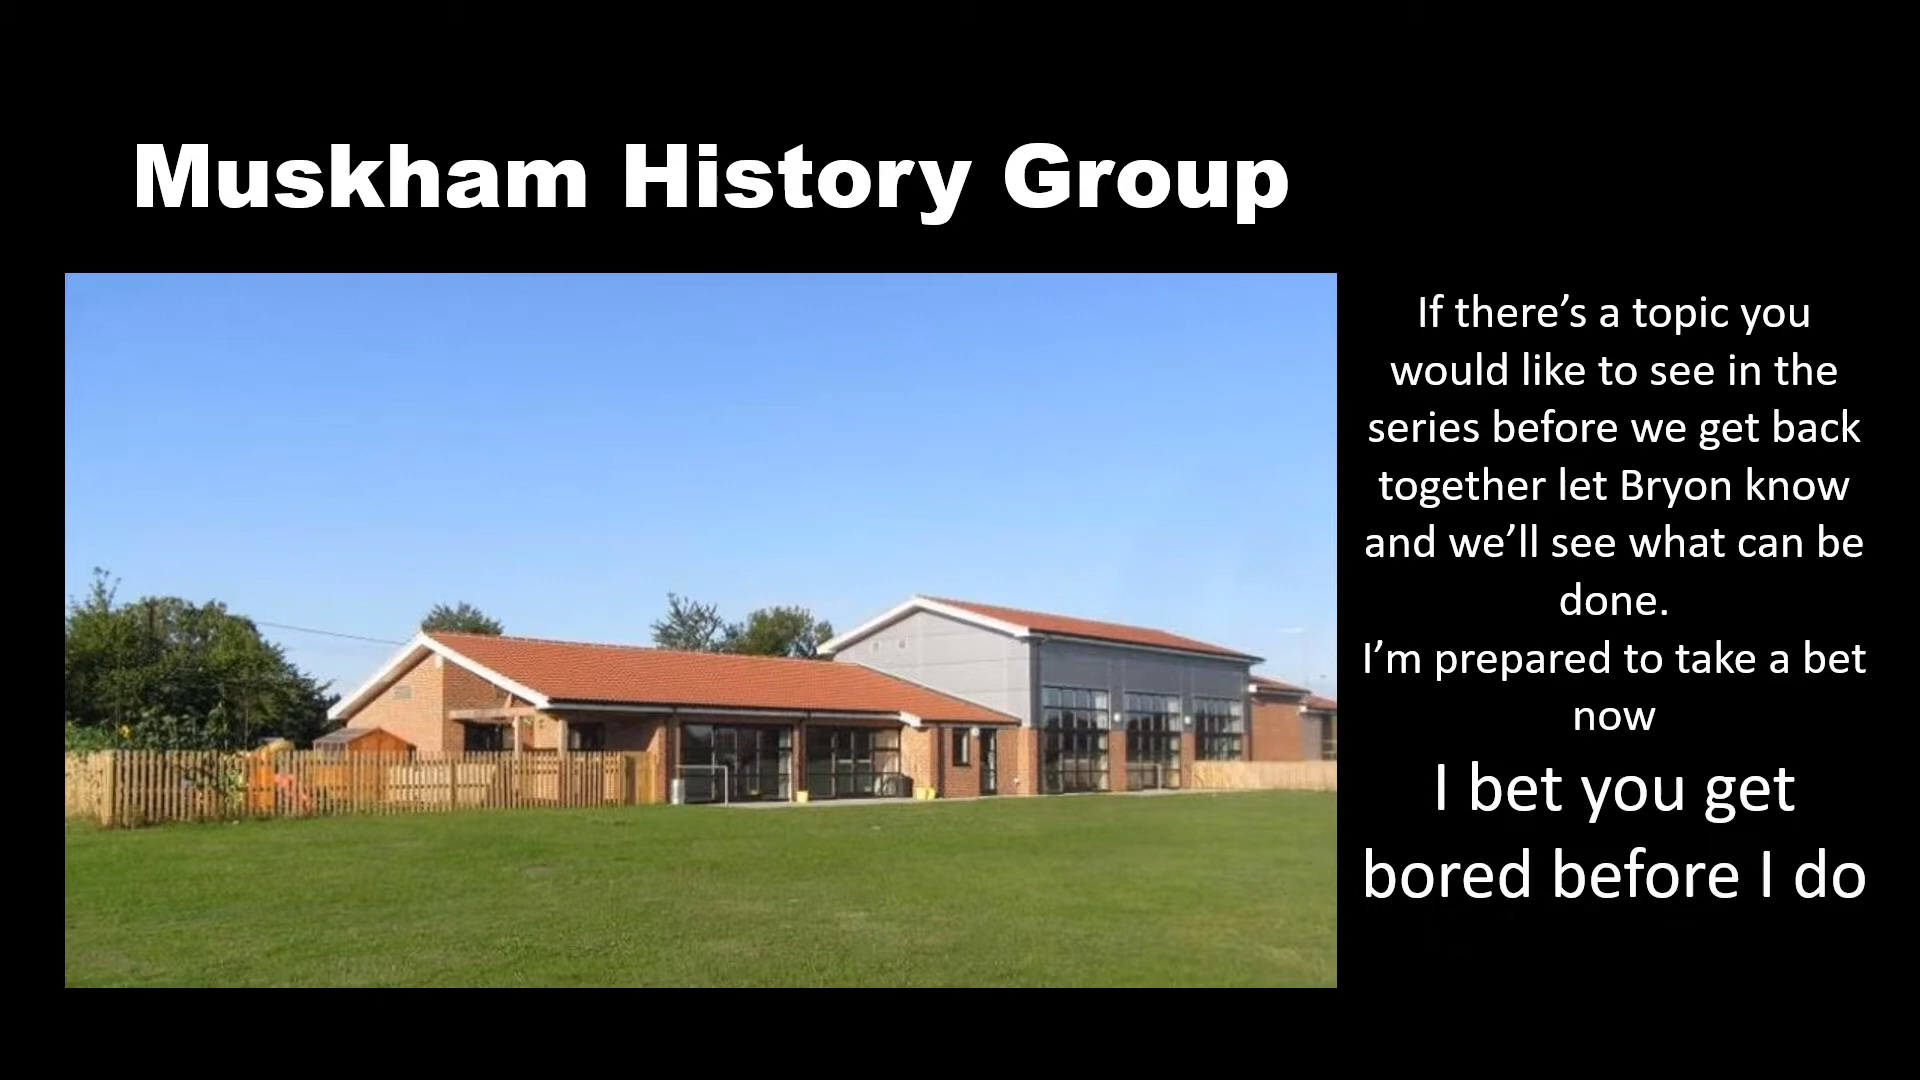 Muskham History Group
If there’s a topic you
would like to see in the
series before we get back
together let Bryon know
and we’ll see what can be
done.
I’m prepared to take a bet
now
I bet you get
bored before I do